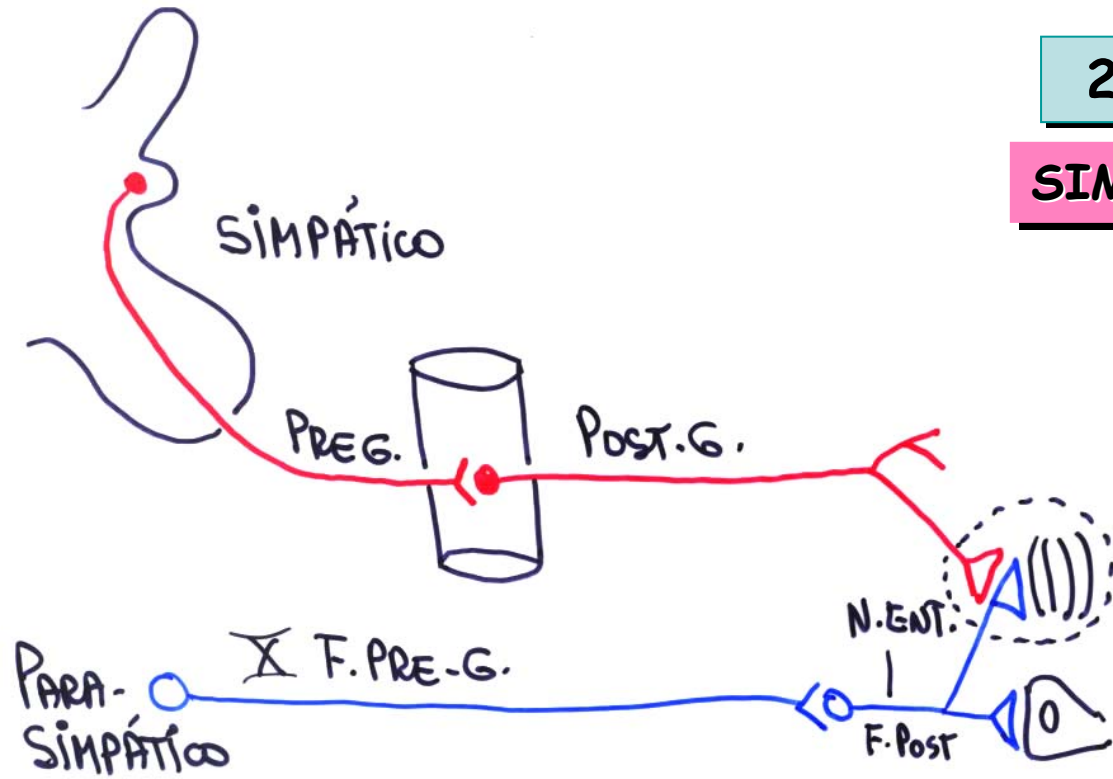 2
SIM
SIMPÁTICO
PREG.
POST.G.
N.ENT.
PARA-
SIMPÁTICO
X F.PRE-G.
F.POST